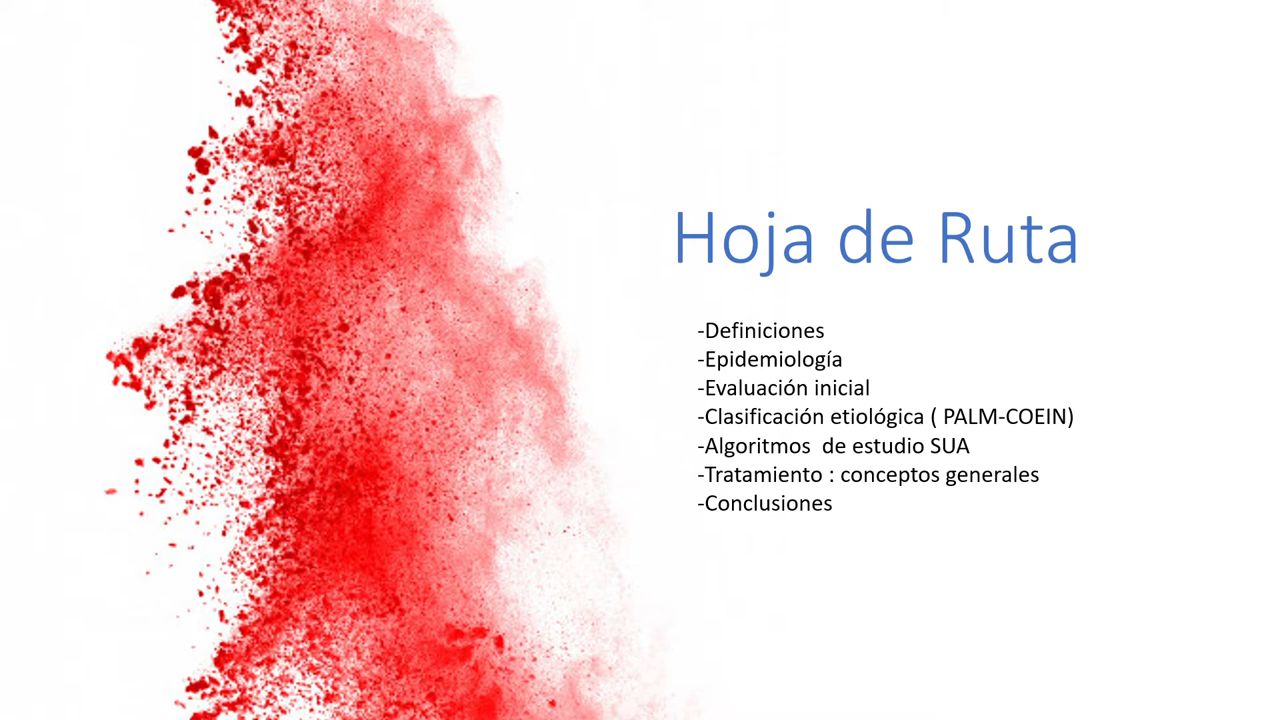 Hoja de Ruta
-Definiciones
-Epidemiología
-Evaluación inicial
-Clasificación etiológica ( PALM-COEIN)
-Algoritmos  de estudio SUA
-Tratamiento : conceptos generales
-Conclusiones